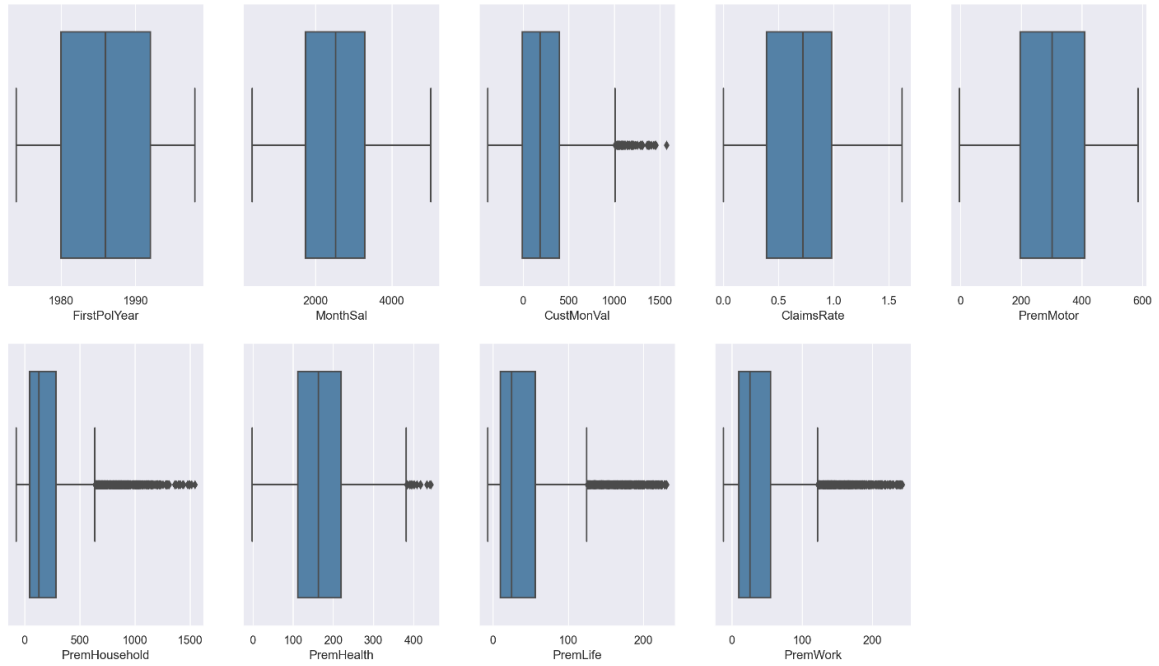 1980 1990
FirstPolYear
2000 4000
MonthSal
0 500 1000 1500
CustMonVal
0.0 0.5 1.0 1.5
ClaimsRate
0 200 400 600
PremMotor
0 500 1000 1500
PremHousehold
0 100 200 300 400
PremHealth
0 100 200
PremLife
0 100 200
PremWork